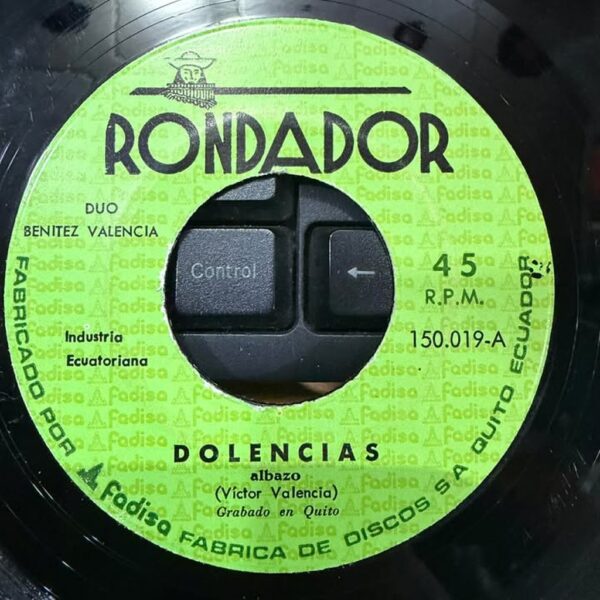 RONDADOR
DUO
BENITEZ VALENCIA
45
R.P.M.
Industria
Ecuatoriana
150.019-A
Control
←
DOLENCIAS
albazo
(Víctor Valencia)
Grabado en Quito
FABRICADO POR fadisa FABRICA DE DISCOS S A QUITO ECUADOR